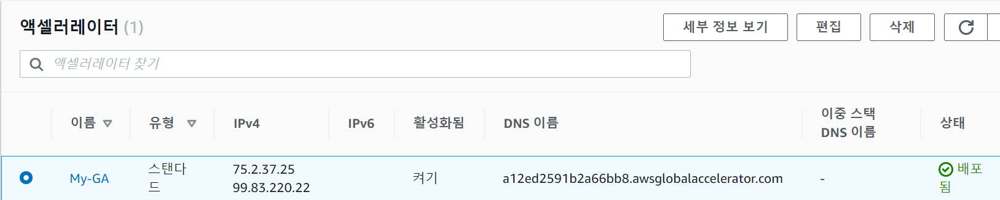 액셀러레이터 (1)
세부 정보 보기
편집
삭제
액셀러레이터 찾기
이름
유형
IPv4
IPv6
활성화됨
DNS 이름
이중 스택
DNS 이름
상태
My-GA
스탠다
드
75.2.37.25
99.83.220.22
켜기
a12ed2591b2a66bb8.awsglobalaccelerator.com
-
배포
됨